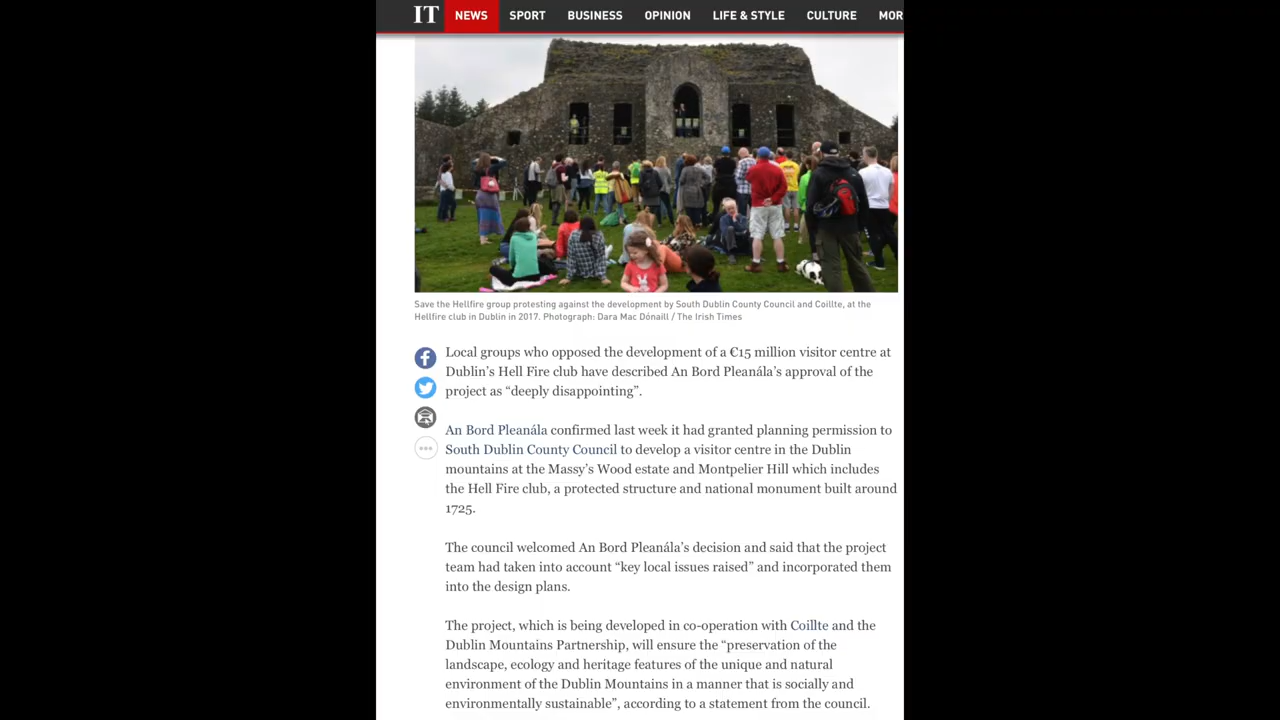 IT NEWS SPORT BUSINESS OPINION LIFE & STYLE CULTURE MOR
Save the Hellfire group protesting against the development by South Dublin County Council and Coillte, at the
Hellfire club in Dublin in 2017. Photograph: Dara Mac Dónaill / The Irish Times
Local groups who opposed the development of a €15 million visitor centre at
Dublin's Hell Fire club have described An Bord Pleanála's approval of the
project as “deeply disappointing”.
An Bord Pleanála confirmed last week it had granted planning permission to
South Dublin County Council to develop a visitor centre in the Dublin
mountains at the Massy's Wood estate and Montpelier Hill which includes
the Hell Fire club, a protected structure and national monument built around
1725.
The council welcomed An Bord Pleanála's decision and said that the project
team had taken into account “key local issues raised” and incorporated them
into the design plans.
The project, which is being developed in co-operation with Coillte and the
Dublin Mountains Partnership, will ensure the “preservation of the
landscape, ecology and heritage features of the unique and natural
environment of the Dublin Mountains in a manner that is socially and
environmentally sustainable”, according to a statement from the council.